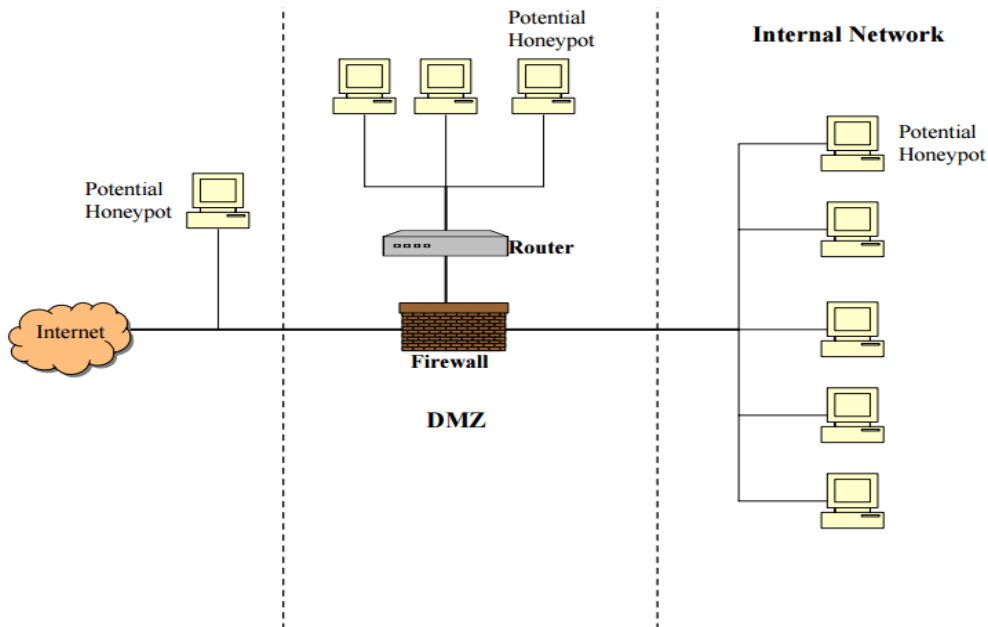 Potential
Honeypot
Internet
Potential
Honeypot
Router
Firewall
DMZ
Internal Network
Potential
Honeypot